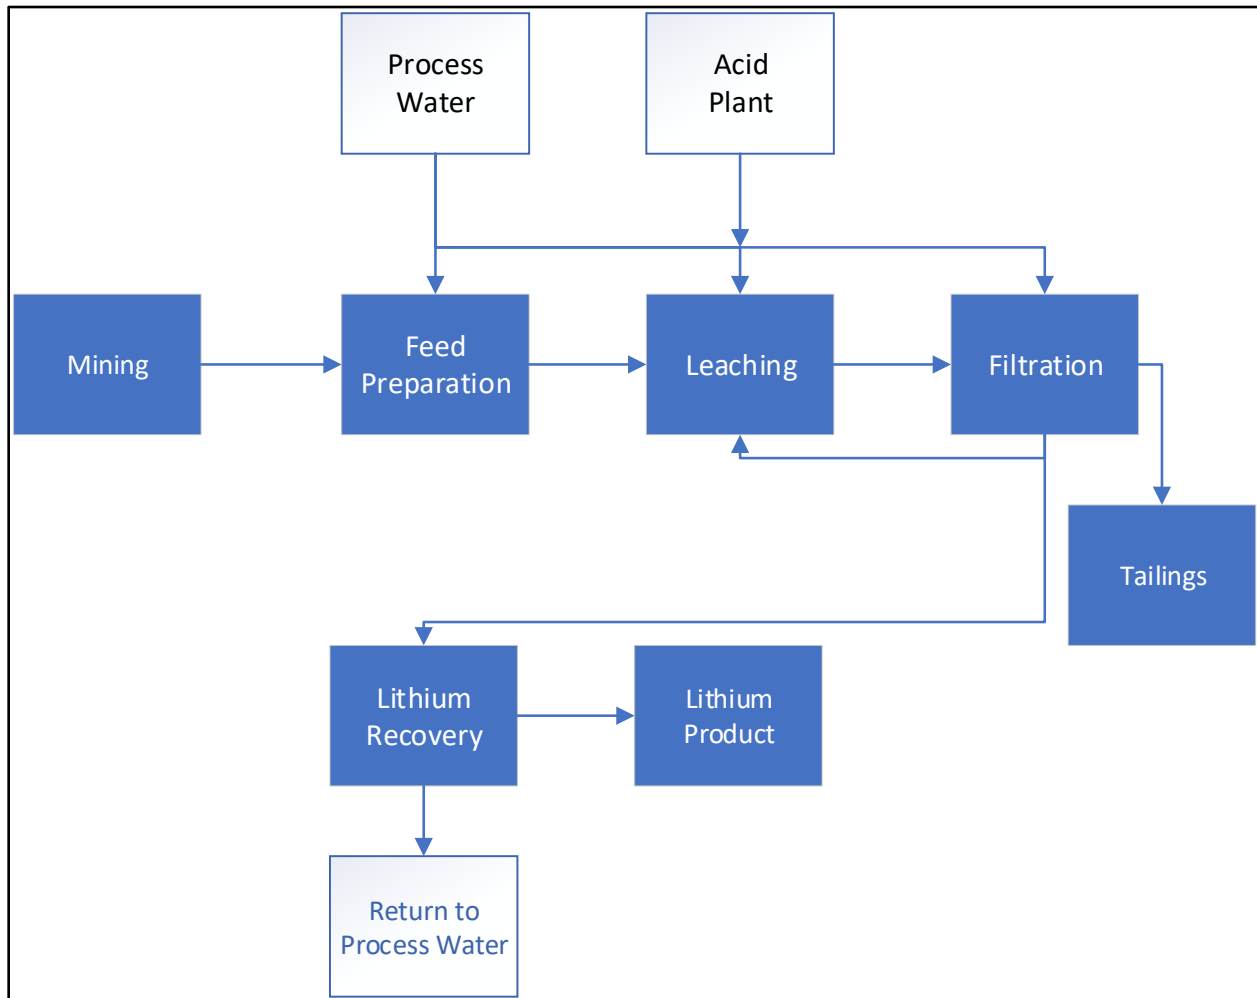 Process
Water
Acid
Plant
Mining
Feed
Preparation
Leaching
Filtration
Tailings
Lithium
Recovery
Lithium
Product
Return to
Process Water